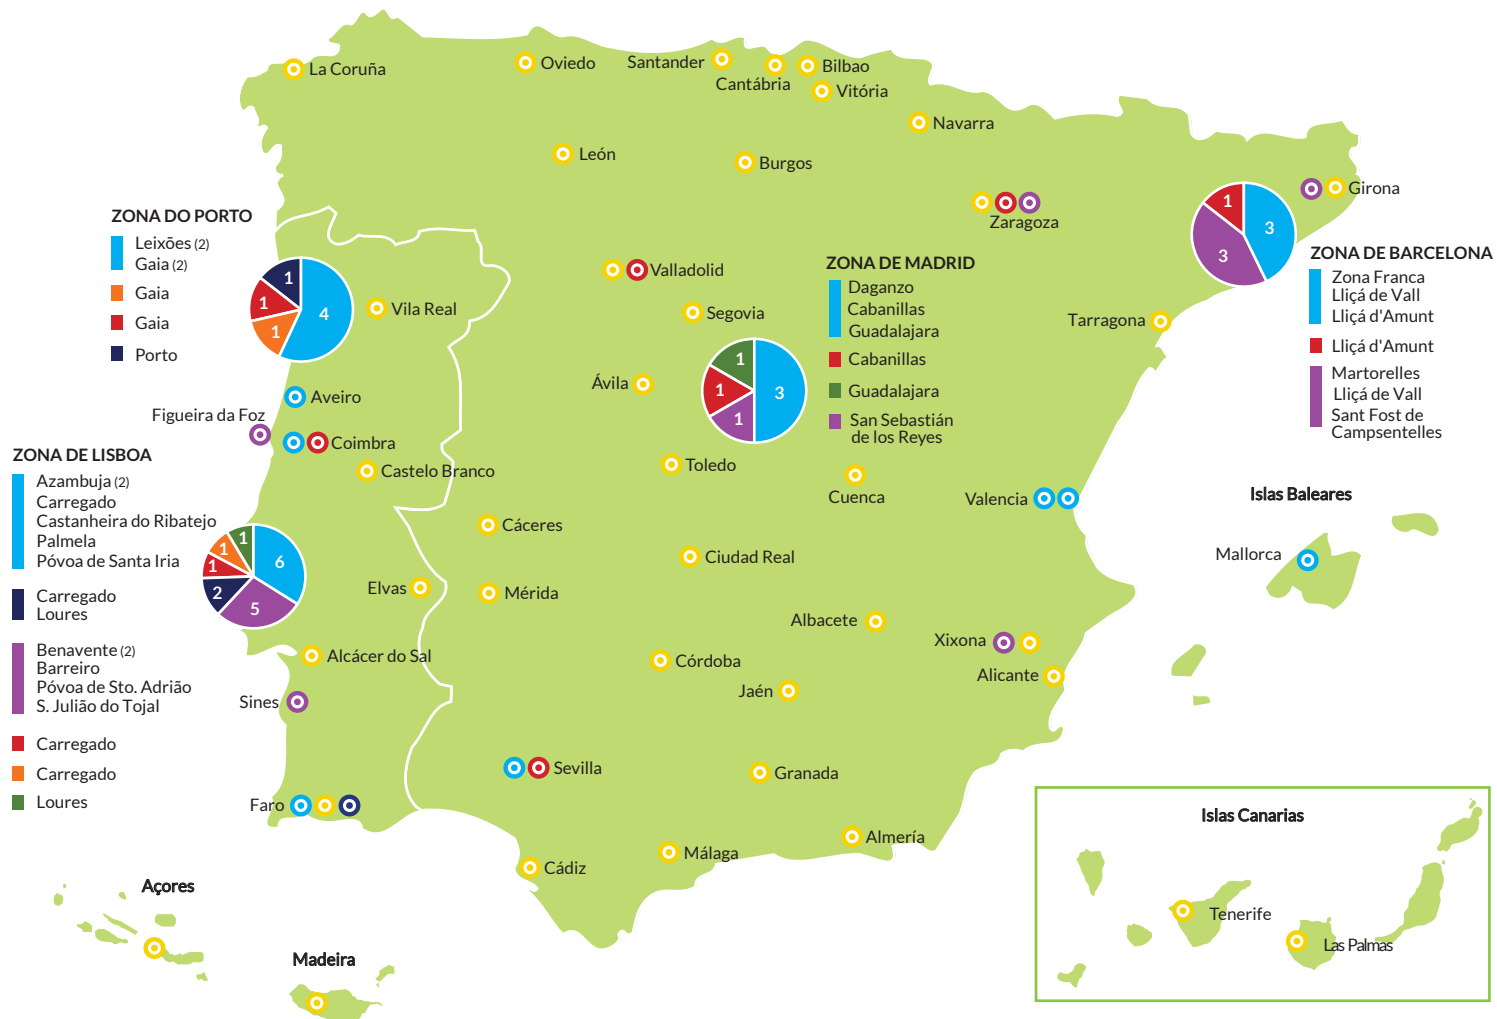 La Coruña
Oviedo
Santander
Cantábria
Bilbao
Vitória
Navarra
León
Burgos
Zaragoza
Girona
ZONA DO PORTO
Leixões (2)
Gaia (2)
Gaia
Gaia
Porto
1
1
1
4
Vila Real
Valladolid
Segovia
Ávila
ZONA DE MADRID
Daganzo
Cabanillas
Guadalajara
Cabanillas
Guadalajara
San Sebastián
de los Reyes
1
1
1
3
1
3
3
ZONA DE BARCELONA
Zona Franca
Lliçá de Vall
Lliçá d'Amunt
Lliçá d'Amunt
Martorelles
Lliçá de Vall
Sant Fost de
Campsentelles
Tarragona
Aveiro
Figueira da Foz
Coimbra
Castelo Branco
Toledo
Cuenca
Valencia
Islas Baleares
Mallorca
ZONA DE LISBOA
Azambuja (2)
Carregado
Castanheira do Ribatejo
Palmela
Póvoa de Santa Iria
Carregado
Loures
Benavente (2)
Barreiro
Póvoa de Sto. Adrião
S. Julião do Tojal
Carregado
Carregado
Loures
1
1
1
2
5
6
Cáceres
Ciudad Real
Elvas
Mérida
Albacete
Xixona
Alicante
Alcácer do Sal
Córdoba
Jaén
Sines
Sevilla
Granada
Faro
Almería
Málaga
Cádiz
Açores
Madeira
Islas Canarias
Tenerife
Las Palmas